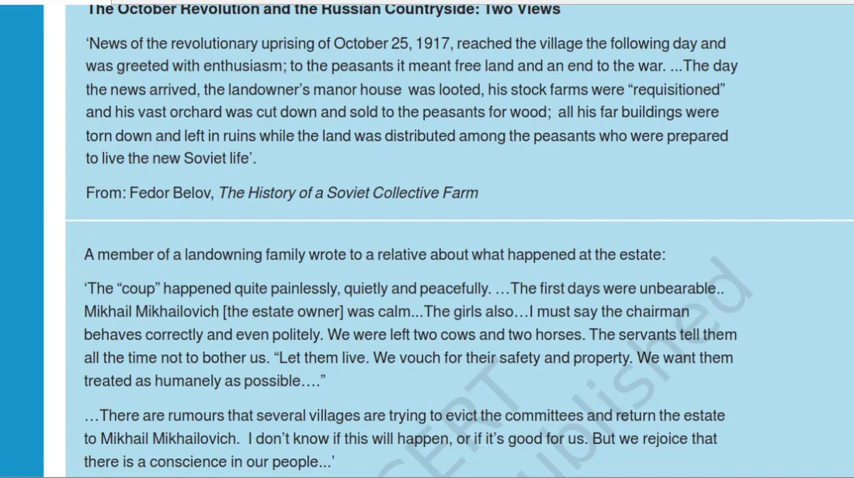 The October Revolution and the Russian Countryside: Two Views
‘News of the revolutionary uprising of October 25, 1917, reached the village the following day and
was greeted with enthusiasm; to the peasants it meant free land and an end to the war. ...The day
the news arrived, the landowner’s manor house was looted, his stock farms were “requisitioned”
and his vast orchard was cut down and sold to the peasants for wood; all his far buildings were
torn down and left in ruins while the land was distributed among the peasants who were prepared
to live the new Soviet life’.
From: Fedor Belov, The History of a Soviet Collective Farm
A member of a landowning family wrote to a relative about what happened at the estate:
‘The “coup” happened quite painlessly, quietly and peacefully. …The first days were unbearable..
Mikhail Mikhailovich [the estate owner] was calm...The girls also…I must say the chairman
behaves correctly and even politely. We were left two cows and two horses. The servants tell them
all the time not to bother us. “Let them live. We vouch for their safety and property. We want them
treated as humanely as possible….”
…There are rumours that several villages are trying to evict the committees and return the estate
to Mikhail Mikhailovich. I don’t know if this will happen, or if it’s good for us. But we rejoice that
there is a conscience in our people...’